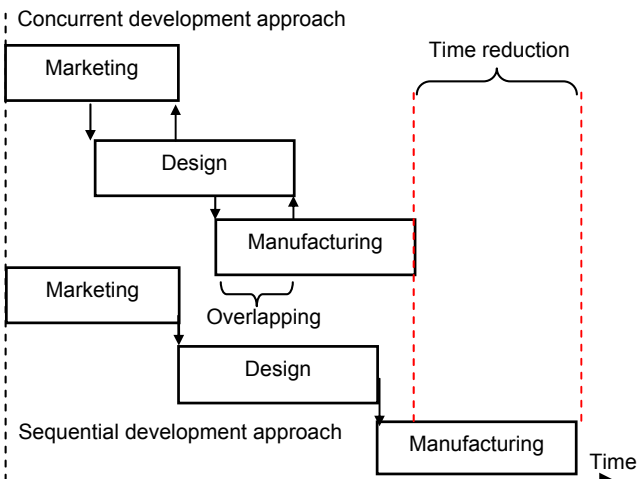 Concurrent development approach
Time reduction
Marketing
Design
Manufacturing
Marketing
Overlapping
Design
Sequential development approach
Manufacturing
Time